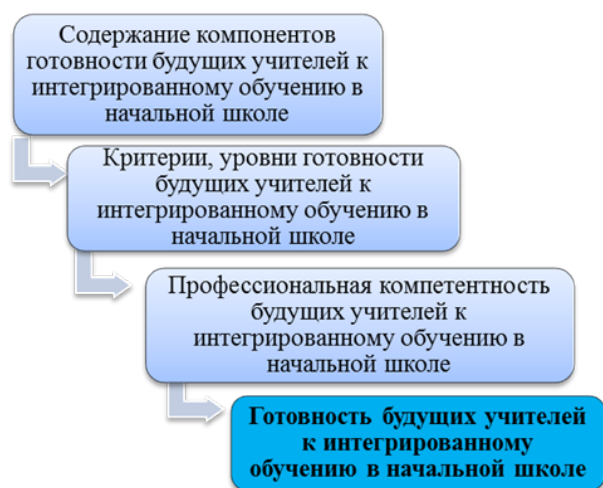 Содержание компонентов
готовности будущих учителей к
интегрированному обучению в
начальной школе
Критерии, уровни готовности
будущих учителей к
интегрированному обучению в
начальной школе
Профессиональная компетентность
будущих учителей к
интегрированному обучению в
начальной школе
Готовность будущих учителей
к интегрированному
обучению в начальной школе